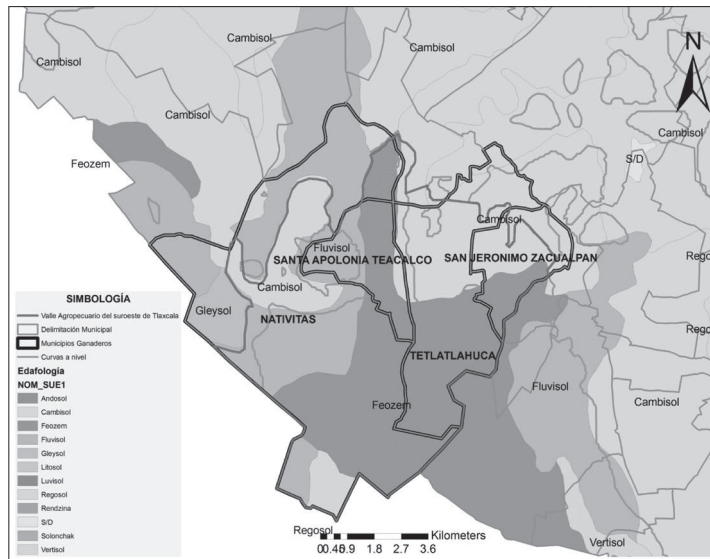 Cambisol
Cambisol
Cambisol
Cambisol
N
Cambisol
Feozem
S/D
Cambisol
Rego
Fluvisol
SANTA APOLONIA TEACALCO
SAN JERONIMO ZACUALPAN
Cambisol
Gleysol
NATIVITAS
Rego
TETLATLAHUCA
Fluvisol
Cambisol
Feozem
Regosol
Vertisol
SIMBOLOGÍA
Valle Agropecuario del suroeste de Tlaxcala
Delimitación Municipal
Municipios Ganaderos
Curvas a nivel
Edafología
NOM_SUE1
Andosol
Cambisol
Feozem
Fluvisol
Gleysol
Litosol
Luvisol
Regosol
Rendzina
S/D
Solonchak
Vertisol
Kilometers
1.8 2.7 3.6